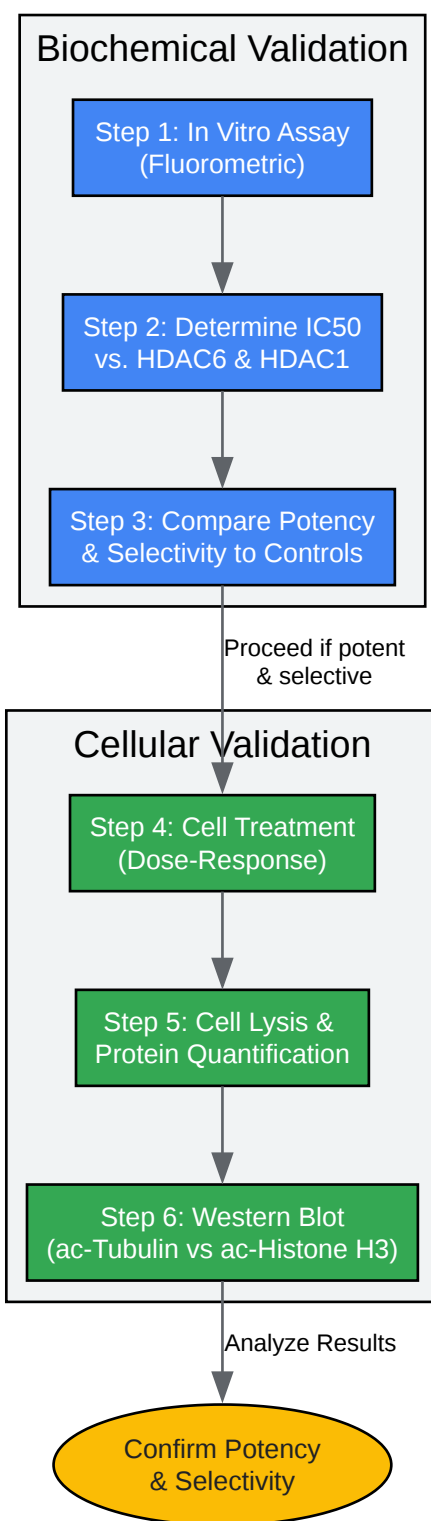 Biochemical Validation
Step 1: In Vitro Assay
(Fluorometric)
Step 2: Determine IC50
vs. HDAC6 & HDAC1
Step 3: Compare Potency
& Selectivity to Controls
Proceed if potent
& selective
Cellular Validation
Step 4: Cell Treatment
(Dose-Response)
Step 5: Cell Lysis &
Protein Quantification
Step 6: Western Blot
(ac-Tubulin vs ac-Histone H3)
Analyze Results
Confirm Potency
& Selectivity